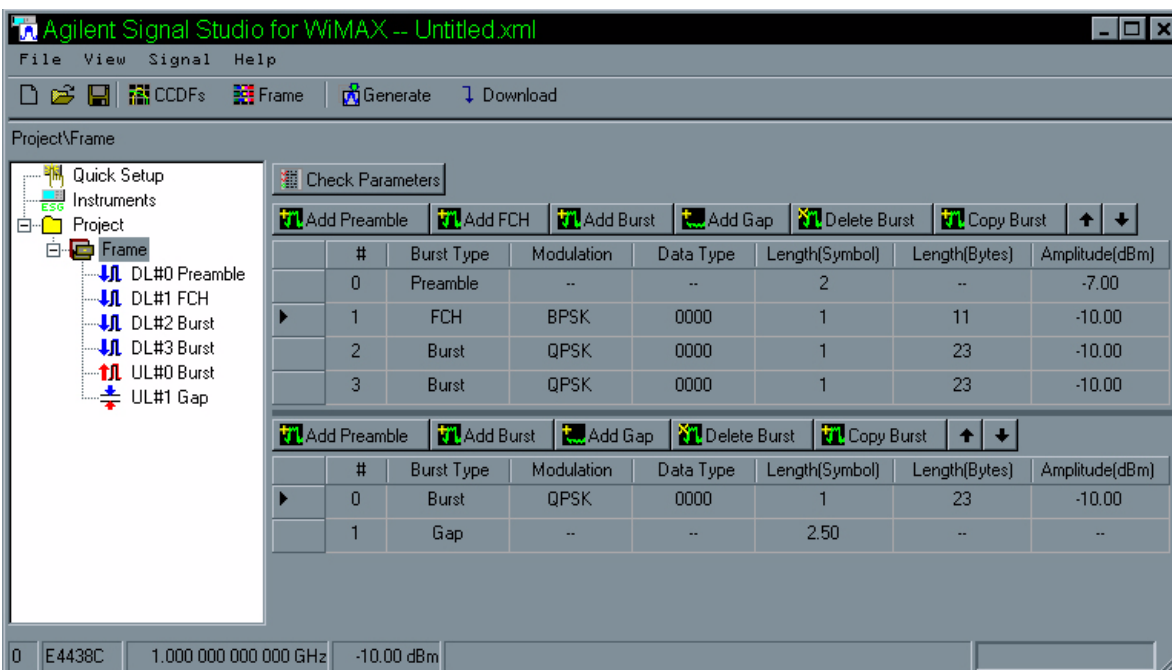 Agilent Signal Studio for WiMAX -- Untitled.xml
File View Signal Help
CCDFs Frame Generate Download
Project\Frame
Quick Setup
ESG Instruments
Project
Frame
DL#0 Preamble
DL#1 FCH
DL#2 Burst
DL#3 Burst
UL#0 Burst
UL#1 Gap
Check Parameters
Add Preamble Add FCH Add Burst Add Gap Delete Burst Copy Burst
# Burst Type Modulation Data Type Length(Symbol) Length(Bytes) Amplitude(dBm)
0 Preamble -- -- 2 -- -7.00
1 FCH BPSK 0000 1 11 -10.00
2 Burst QPSK 0000 1 23 -10.00
3 Burst QPSK 0000 1 23 -10.00
Add Preamble Add Burst Add Gap Delete Burst Copy Burst
# Burst Type Modulation Data Type Length(Symbol) Length(Bytes) Amplitude(dBm)
0 Burst QPSK 0000 1 23 -10.00
1 Gap -- -- 2.50 -- --
0 E4438C 1.000 000 000 000 GHz -10.00 dBm